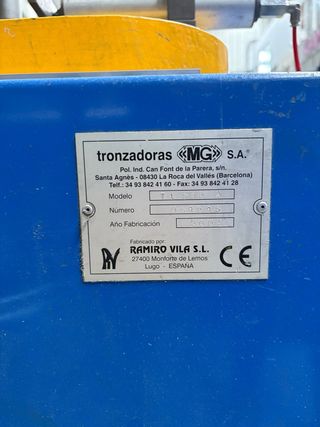 tronzadoras MG S.A.
Pol. Ind. Can Font de la Parera, s/n.
Santa Agnès - 08430 La Roca del Vallés (Barcelona)
Telf.: 34 93 842 41 60 - Fax: 34 93 842 41 28
Modelo
Número
Año Fabricación
Fabricado por:
RAMIRO VILA S.L.
27400 Monforte de Lemos
Lugo - ESPAÑA
CE